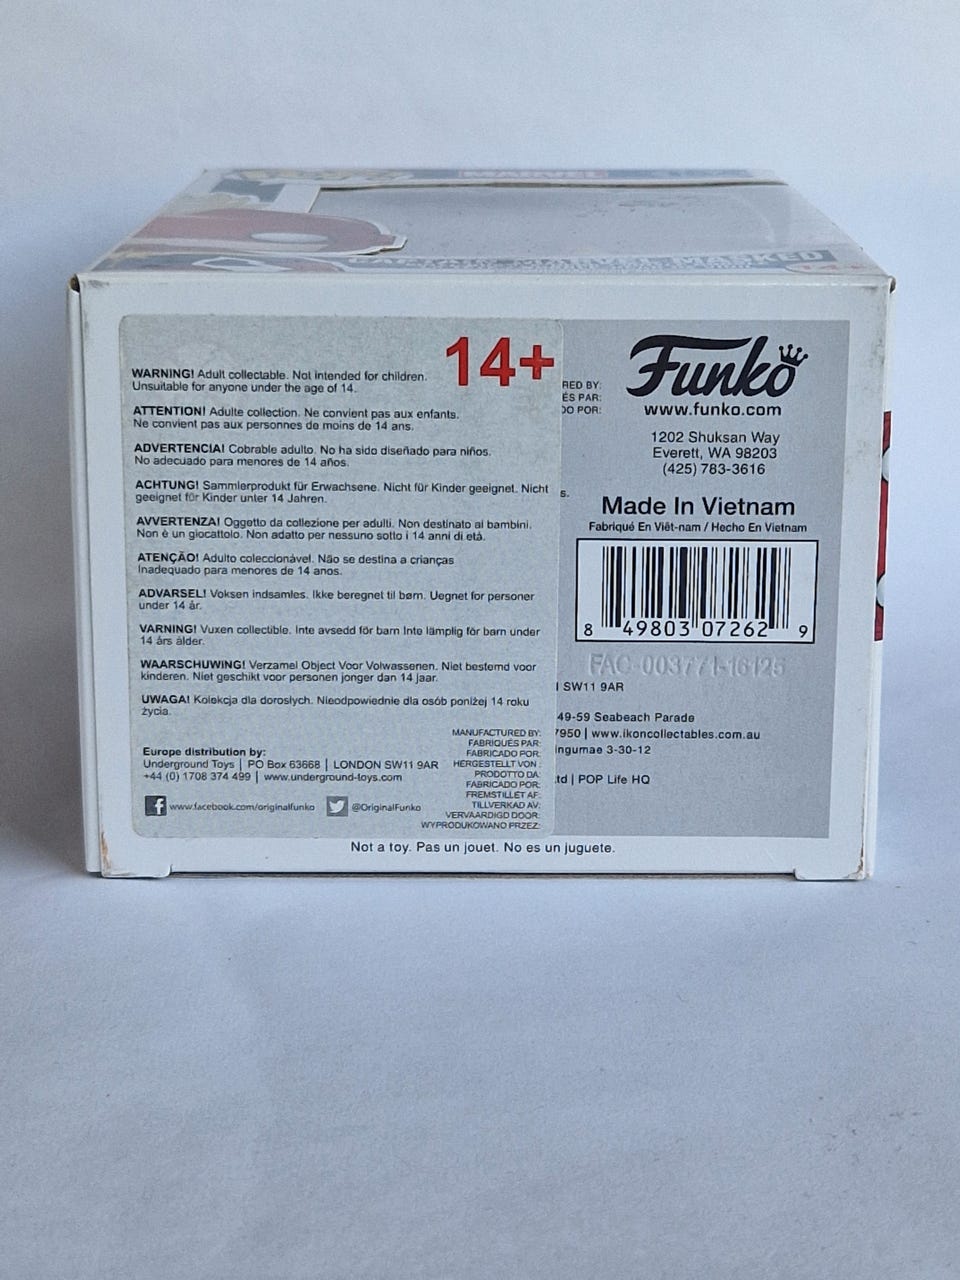 MARVEL
CAPTAIN MARVEL MASKED
14+
WARNING! Adult collectable. Not intended for children.
Unsuitable for anyone under the age of 14.
ATTENTION! Adulte collection. Ne convient pas aux enfants.
Ne convient pas aux personnes de moins de 14 ans.
ADVERTENCIA! Cobrable adulto. No ha sido diseñado para niños.
No adecuado para menores de 14 años.
ACHTUNG! Sammlerprodukt für Erwachsene. Nicht für Kinder geeignet. Nicht
geeignet für Kinder unter 14 Jahren.
AVVERTENZA! Oggetto da collezione per adulti. Non destinato ai bambini.
Non è un giocattolo. Non adatto per nessuno sotto i 14 anni di età.
ATENÇÃO! Adulto coleccionável. Não se destina a crianças
Inadequado para menores de 14 anos.
ADVARSEL! Voksen indsamles. Ikke beregnet til børn. Uegnet for personer
under 14 år.
VARNING! Vuxen collectible. Inte avsedd för barn Inte lämplig för barn under
14 års ålder.
WAARSCHUWING! Verzamel Object Voor Volwassenen. Niet bestemd voor
kinderen. Niet geschikt voor personen jonger dan 14 jaar.
UWAGA! Kolekcja dla dorosłych. Nieodpowiednie dla osób poniżej 14 roku
życia.
Europe distribution by:
Underground Toys | PO Box 63668 | LONDON SW11 9AR
+44 (0) 1708 374 499 | www.underground-toys.com
www.facebook.com/originalfunko
@OriginalFunko
MANUFACTURED BY:
FABRIQUÉS PAR:
FABRICADO POR:
HERGESTELLT VON :
PRODOTTO DA:
FABRICADO POR:
FREMSTILLET AF:
TILLVERKAD AV:
VERVAARDIGD DOOR:
WYPRODUKOWANO PRZEZ:
RED BY:
ÉS PAR:
DO POR:
Funko
www.funko.com
1202 Shuksan Way
Everett, WA 98203
(425) 783-3616
s.
Made In Vietnam
Fabriqué En Viêt-nam / Hecho En Vietnam
8 49803 07262 9
FAC-003771-16125
SW11 9AR
49-59 Seabeach Parade
7950 | www.ikoncollectables.com.au
ingumae 3-30-12
td | POP Life HQ
Not a toy. Pas un jouet. No es un juguete.